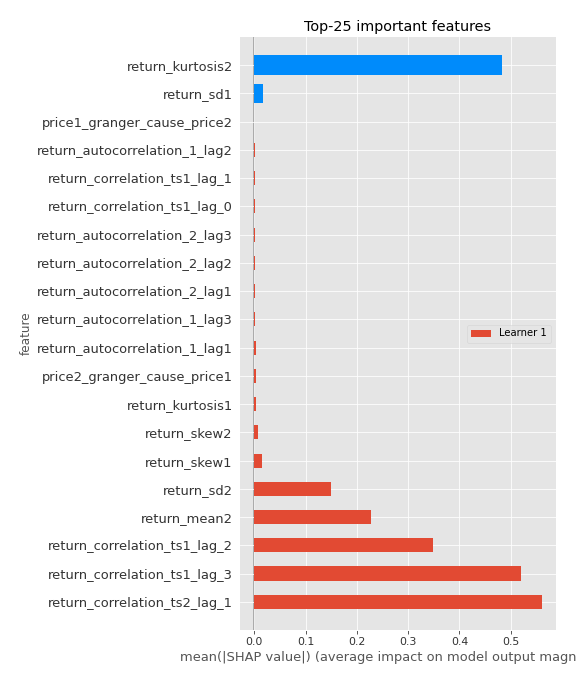 Top-25 important features
return_kurtosis2
return_sd1
price1_granger_cause_price2
return_autocorrelation_1_lag2
return_correlation_ts1_lag_1
return_correlation_ts1_lag_0
return_autocorrelation_2_lag3
return_autocorrelation_2_lag2
return_autocorrelation_2_lag1
return_autocorrelation_1_lag3
return_autocorrelation_1_lag1
price2_granger_cause_price1
return_kurtosis1
return_skew2
return_skew1
return_sd2
return_mean2
return_correlation_ts1_lag_2
return_correlation_ts1_lag_3
return_correlation_ts2_lag_1
feature
Learner 1
0.0 0.1 0.2 0.3 0.4 0.5
mean(|SHAP value|) (average impact on model output magn